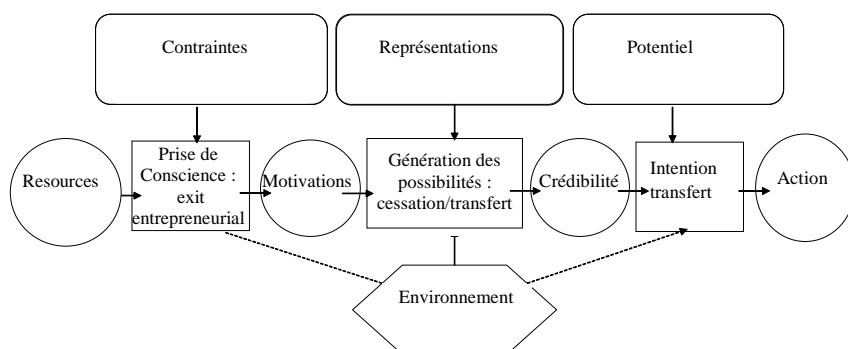 Contraintes
Représentations
Potentiel
Resources
Prise de
Conscience :
exit
entrepreneurial
Motivations
Génération des
possibilités :
cessation/transfert
Crédibilité
Intention
transfert
Action
Environnement